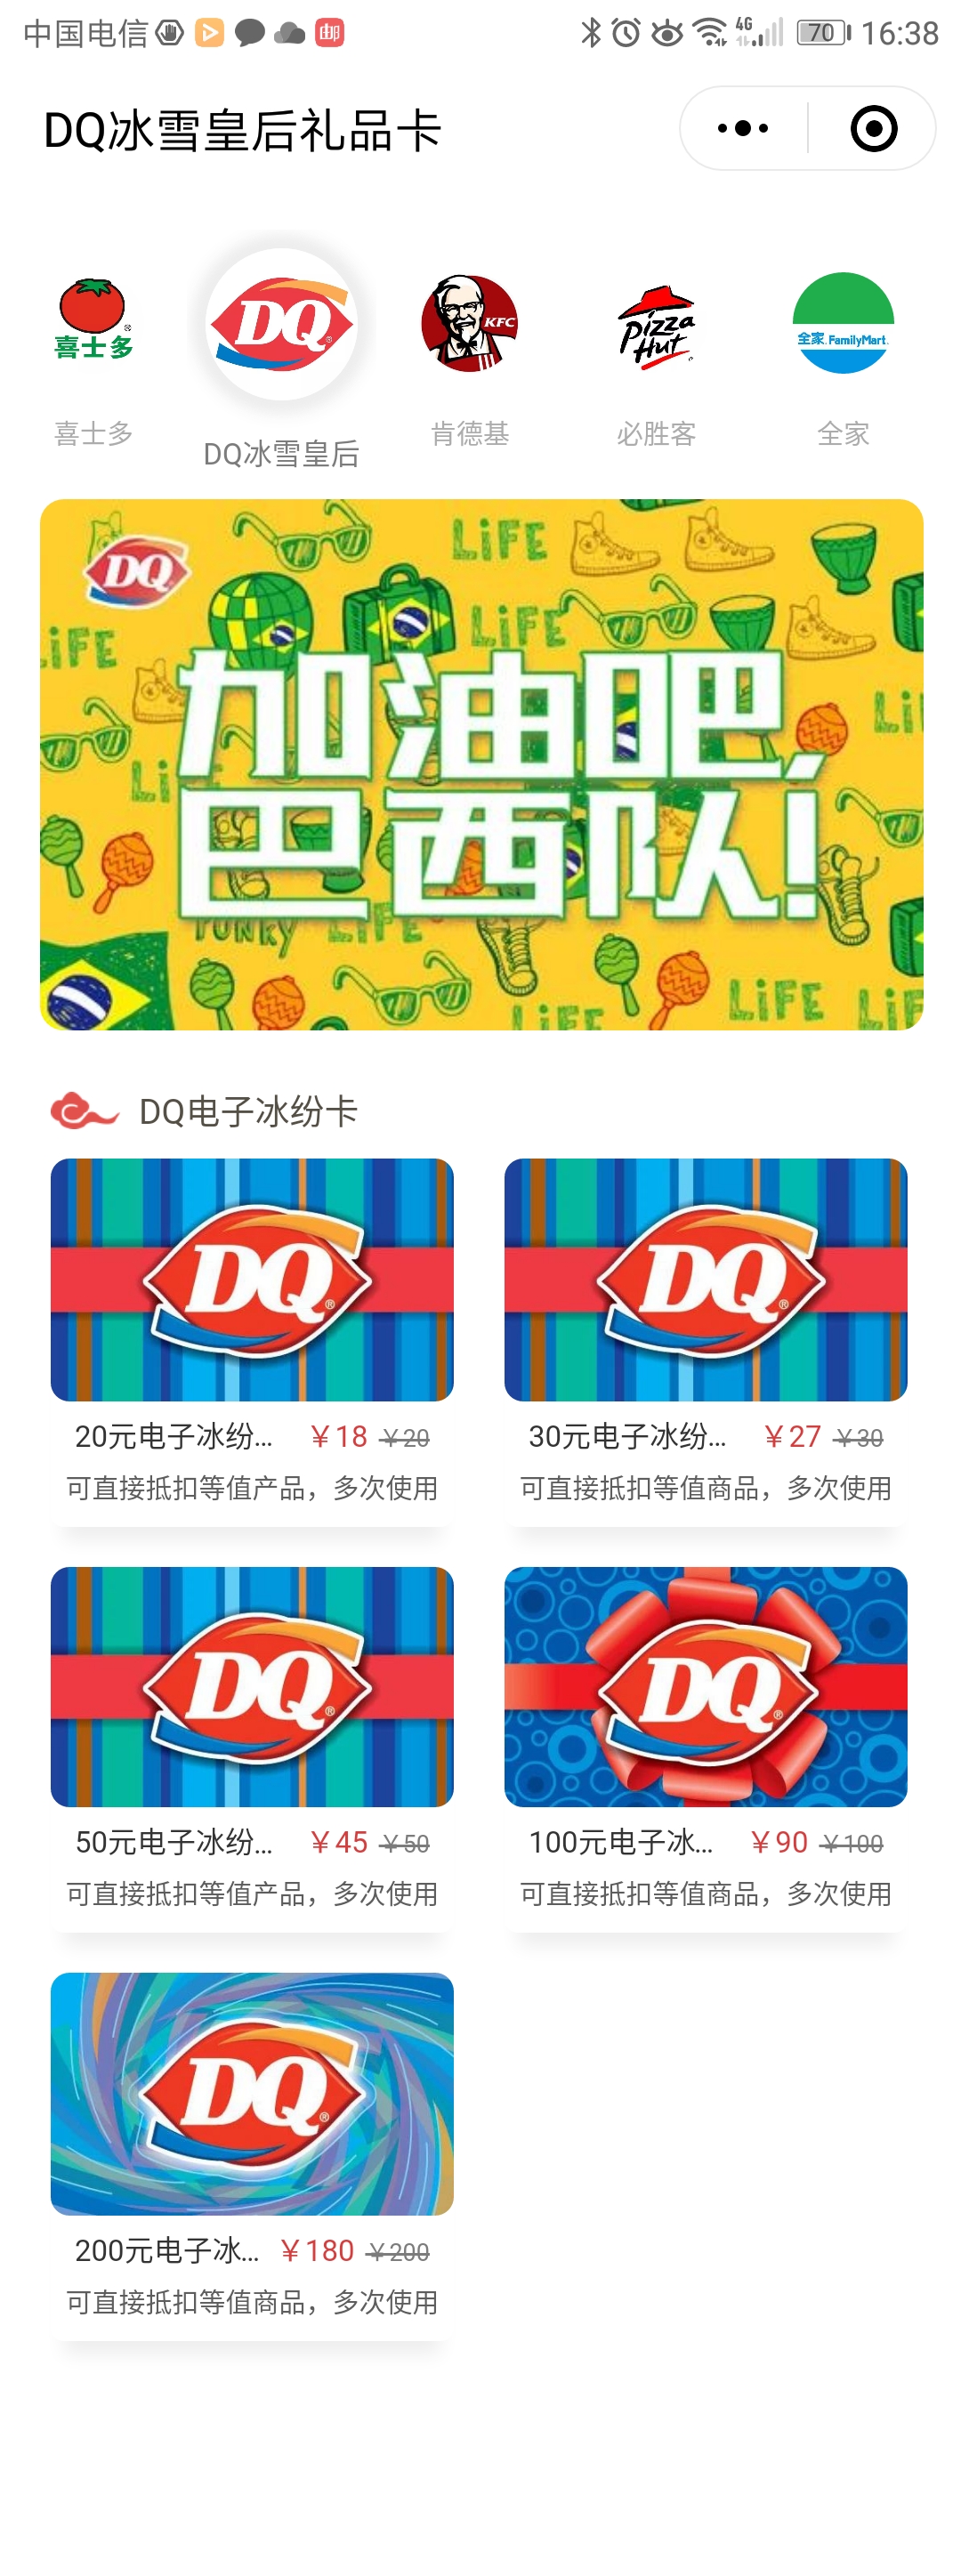 中国电信 邮 4G 70 16:38
DQ冰雪皇后礼品卡
喜士多 DQ KFC Pizza Hut 全家 FamilyMart
喜士多 DQ冰雪皇后 肯德基 必胜客 全家
DQ LiFE
LiFE
iFE
Li
加油吧,
Li
巴西队!
FUNKY LiFE
LiFE
LiFE LiF
DQ电子冰纷卡
DQ DQ
20元电子冰纷... ￥18 ￥20 30元电子冰纷... ￥27 ￥30
可直接抵扣等值产品，多次使用 可直接抵扣等值商品，多次使用
DQ DQ
50元电子冰纷... ￥45 ￥50 100元电子冰... ￥90 ￥100
可直接抵扣等值产品，多次使用 可直接抵扣等值商品，多次使用
DQ
200元电子冰... ￥180 ￥200
可直接抵扣等值商品，多次使用